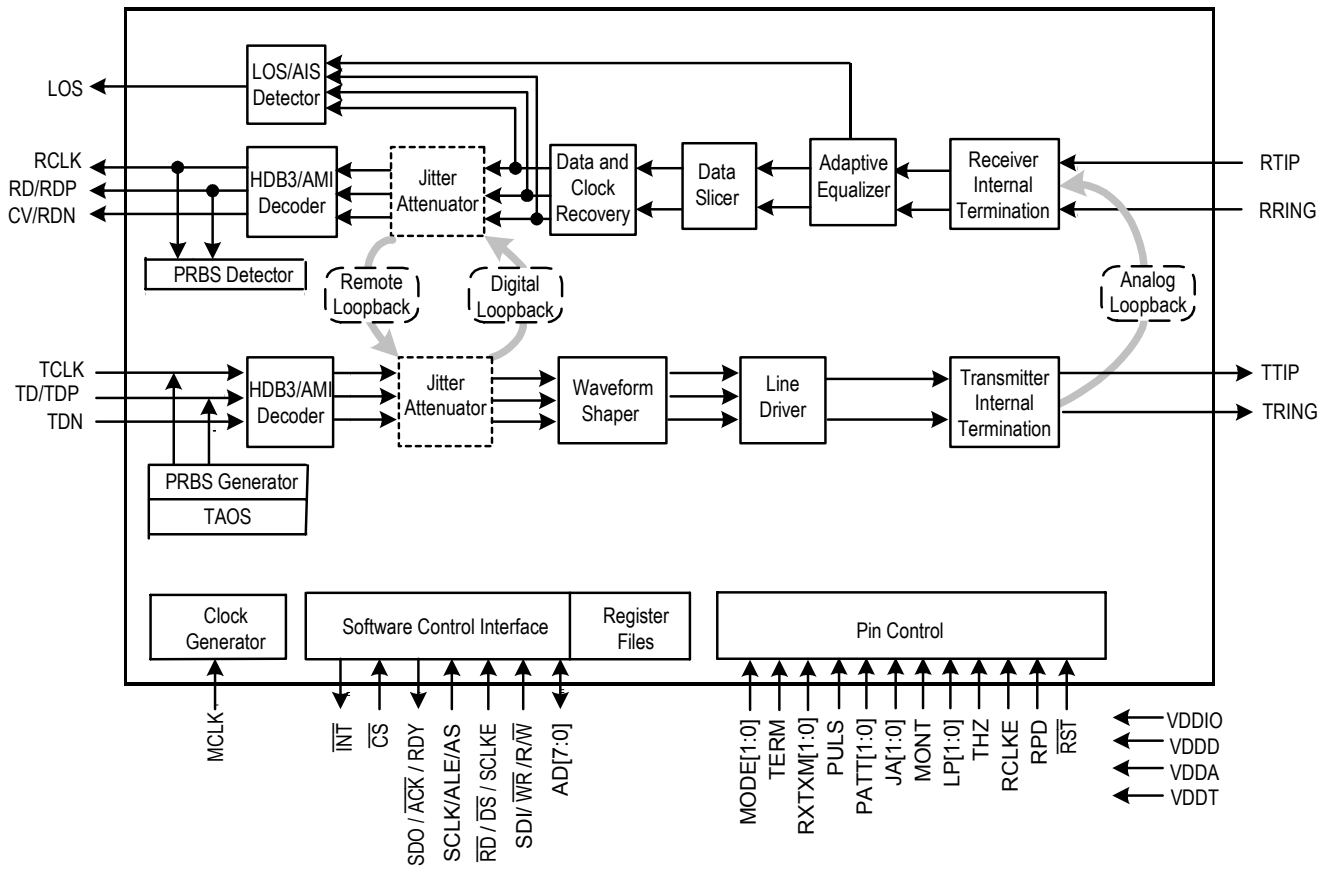 LOS/AIS
Detector
LOS
RCLK
RD/RDP
CV/RDN
HDB3/AMI
Decoder
Jitter
Attenuator
Data and
Clock
Recovery
Data
Slicer
Adaptive
Equalizer
Receiver
Internal
Termination
RTIP
RRING
PRBS Detector
Remote
Loopback
Digital
Loopback
Analog
Loopback
TCLK
TD/TDP
TDN
HDB3/AMI
Decoder
Jitter
Attenuator
Waveform
Shaper
Line
Driver
Transmitter
Internal
Termination
TTIP
TRING
PRBS Generator
TAOS
Clock
Generator
Software Control Interface
Register
Files
Pin Control
MCLK
INT
CS
SDO / ACK / RDY
SCLK/ALE/AS
RD / DS / SCLKE
SDI/ WR /R/W
AD[7:0]
MODE[1:0]
TERM
RXTXM[1:0]
PULS
PATT[1:0]
JA[1:0]
MONT
LP[1:0]
THZ
RCLKE
RPD
RST
VDDIO
VDDD
VDDA
VDDT